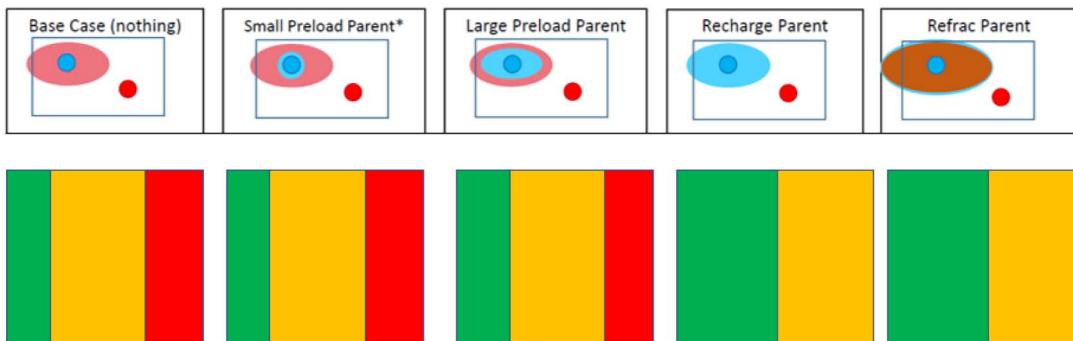 Base Case (nothing)
Small Preload Parent*
Large Preload Parent
Recharge Parent
Refrac Parent